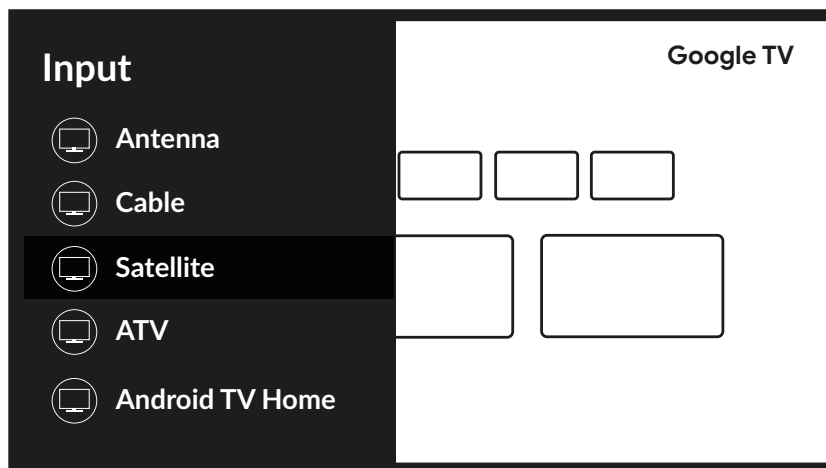 Input
Google TV
Antenna
Cable
Satellite
ATV
Android TV Home